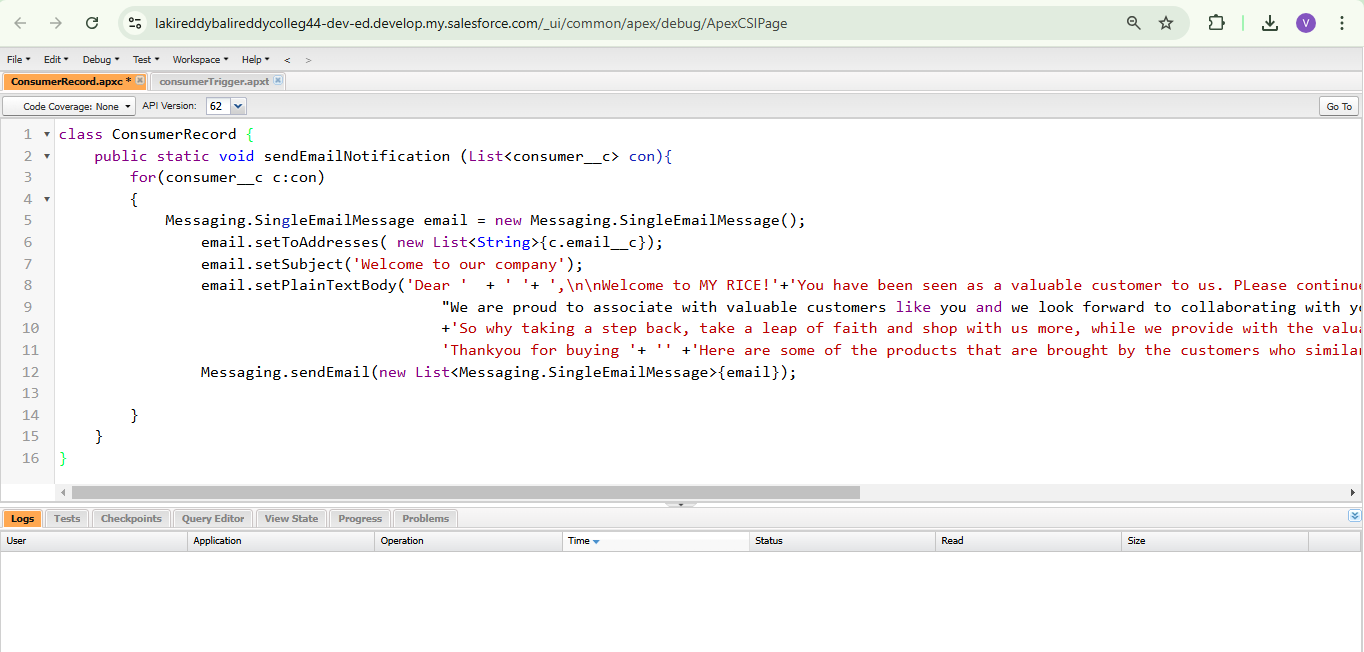 lakireddybalireddycolleg44-dev-ed.develop.my.salesforce.com/_ui/common/apex/debug/ApexCSIPage
V
File Edit Debug Test Workspace Help < >
ConsumerRecord.apxc * consumerTrigger.apxt
Code Coverage: None API Version: 62 Go To
1 class ConsumerRecord {
2 public static void sendEmailNotification (List<consumer__c> con){
3 for(consumer__c c:con)
4 {
5 Messaging.SingleEmailMessage email = new Messaging.SingleEmailMessage();
6 email.setToAddresses( new List<String>{c.email__c});
7 email.setSubject('Welcome to our company');
8 email.setPlainTextBody('Dear '  + ' '+ ',\n\nWelcome to MY RICE!'+'You have been seen as a valuable customer to us. PLease continue
9 "We are proud to associate with valuable customers like you and we look forward to collaborating with
10 +'So why taking a step back, take a leap of faith and shop with us more, while we provide with the
11 'Thankyou for buying '+ '' +'Here are some of the products that are brought by the customers who
12 Messaging.sendEmail(new List<Messaging.SingleEmailMessage>{email});
13
14 }
15 }
16 }
Logs Tests Checkpoints Query Editor View State Progress Problems
User Application Operation Time Status Read Size